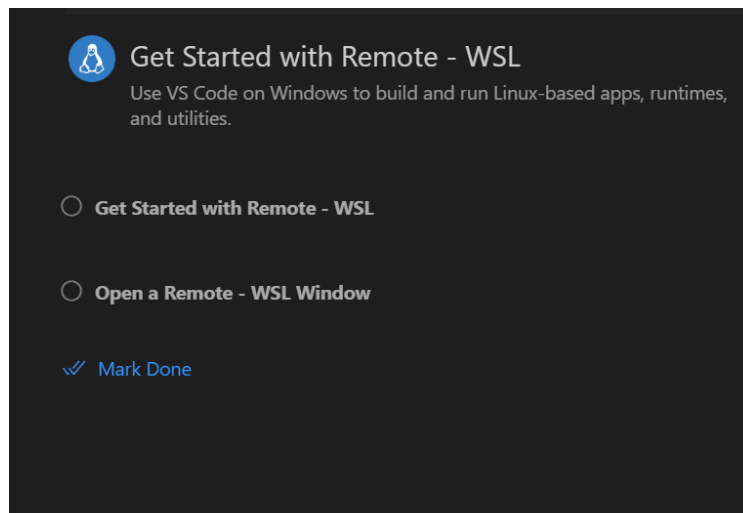 Get Started with Remote - WSL
Use VS Code on Windows to build and run Linux-based apps, runtimes,
and utilities.
Get Started with Remote - WSL
Open a Remote - WSL Window
Mark Done